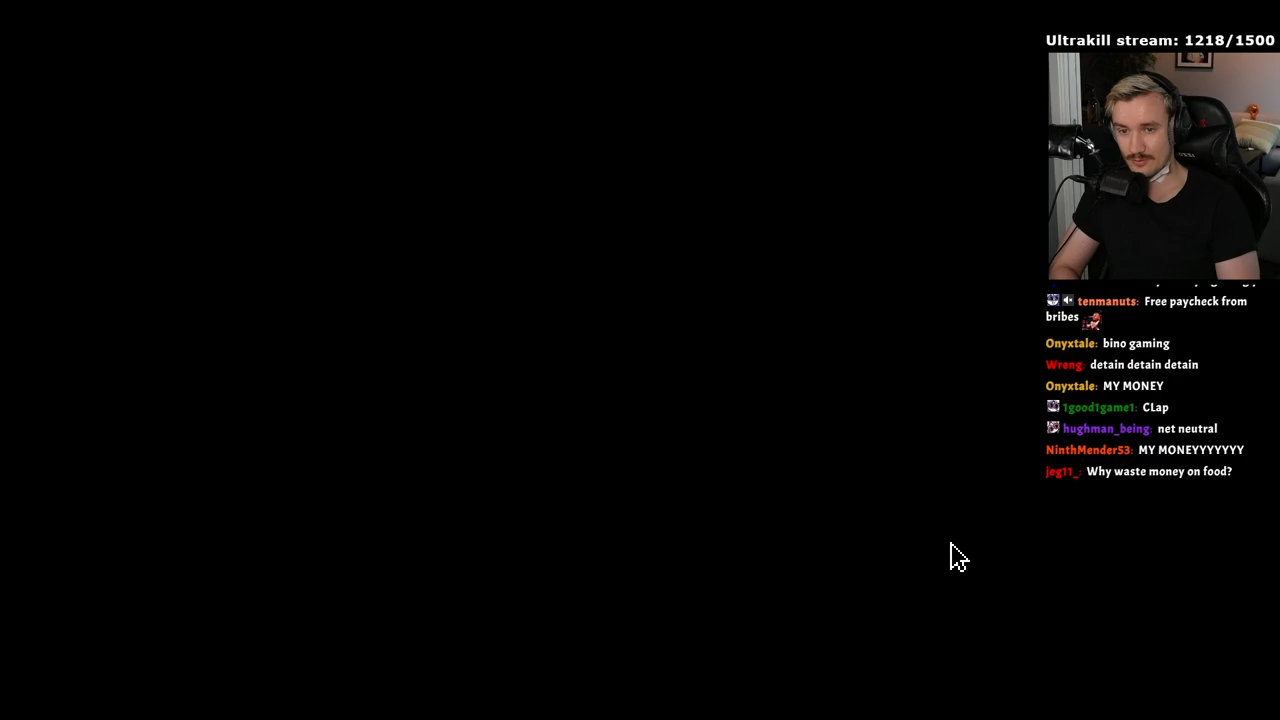 Ultrakill stream: 1218/1500
tenmanuts: Free paycheck from
bribes
Onyxtale: bino gaming
Wreng: detain detain detain
Onyxtale: MY MONEY
1good1game1: CLap
hughman_being: net neutral
NinthMender53: MY MONEYYYYYYY
jøg11_: Why waste money on food?